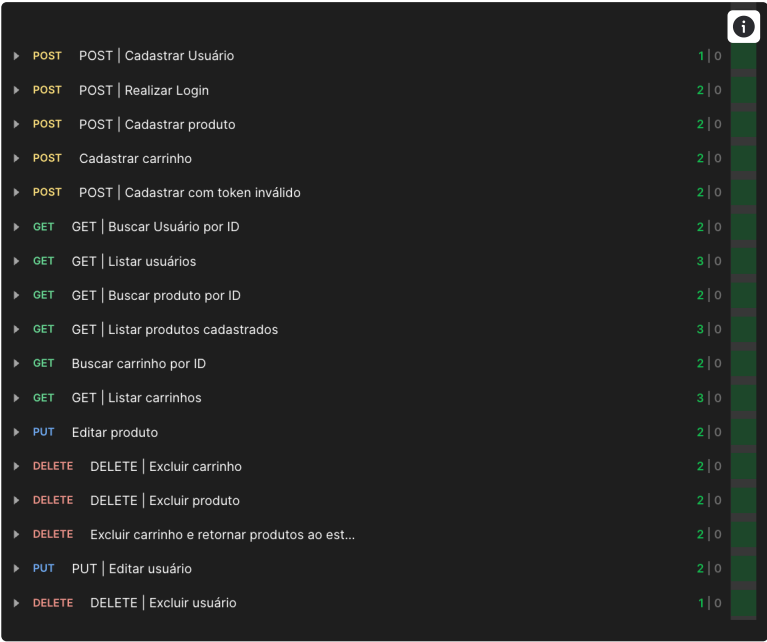 POST POST | Cadastrar Usuário 1 | 0
POST POST | Realizar Login 2 | 0
POST POST | Cadastrar produto 2 | 0
POST Cadastrar carrinho 2 | 0
POST POST | Cadastrar com token inválido 2 | 0
GET GET | Buscar Usuário por ID 2 | 0
GET GET | Listar usuários 3 | 0
GET GET | Buscar produto por ID 2 | 0
GET GET | Listar produtos cadastrados 3 | 0
GET Buscar carrinho por ID 2 | 0
GET GET | Listar carrinhos 3 | 0
PUT Editar produto 2 | 0
DELETE DELETE | Excluir carrinho 2 | 0
DELETE DELETE | Excluir produto 2 | 0
DELETE Excluir carrinho e retornar produtos ao est... 2 | 0
PUT PUT | Editar usuário 2 | 0
DELETE DELETE | Excluir usuário 1 | 0